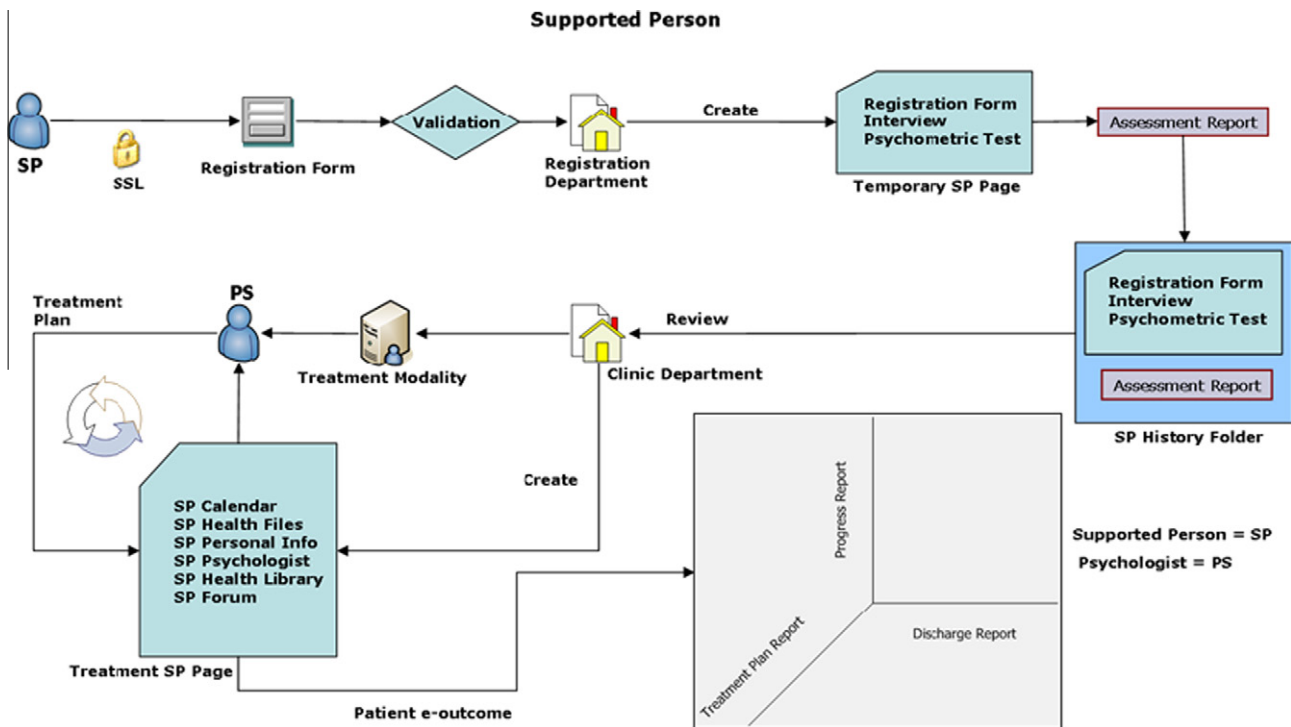 Supported Person
SP
SSL
Registration Form
Validation
Registration
Department
Create
Registration Form
Interview
Psychometric Test
Temporary SP Page
Assessment Report
Registration Form
Interview
Psychometric Test
Assessment Report
SP History Folder
Review
Clinic Department
Treatment Modality
PS
Treatment
Plan
Create
SP Calendar
SP Health Files
SP Personal Info
SP Psychologist
SP Health Library
SP Forum
Treatment SP Page
Patient e-outcome
Progress Report
Treatment Plan Report
Discharge Report
Supported Person = SP
Psychologist = PS